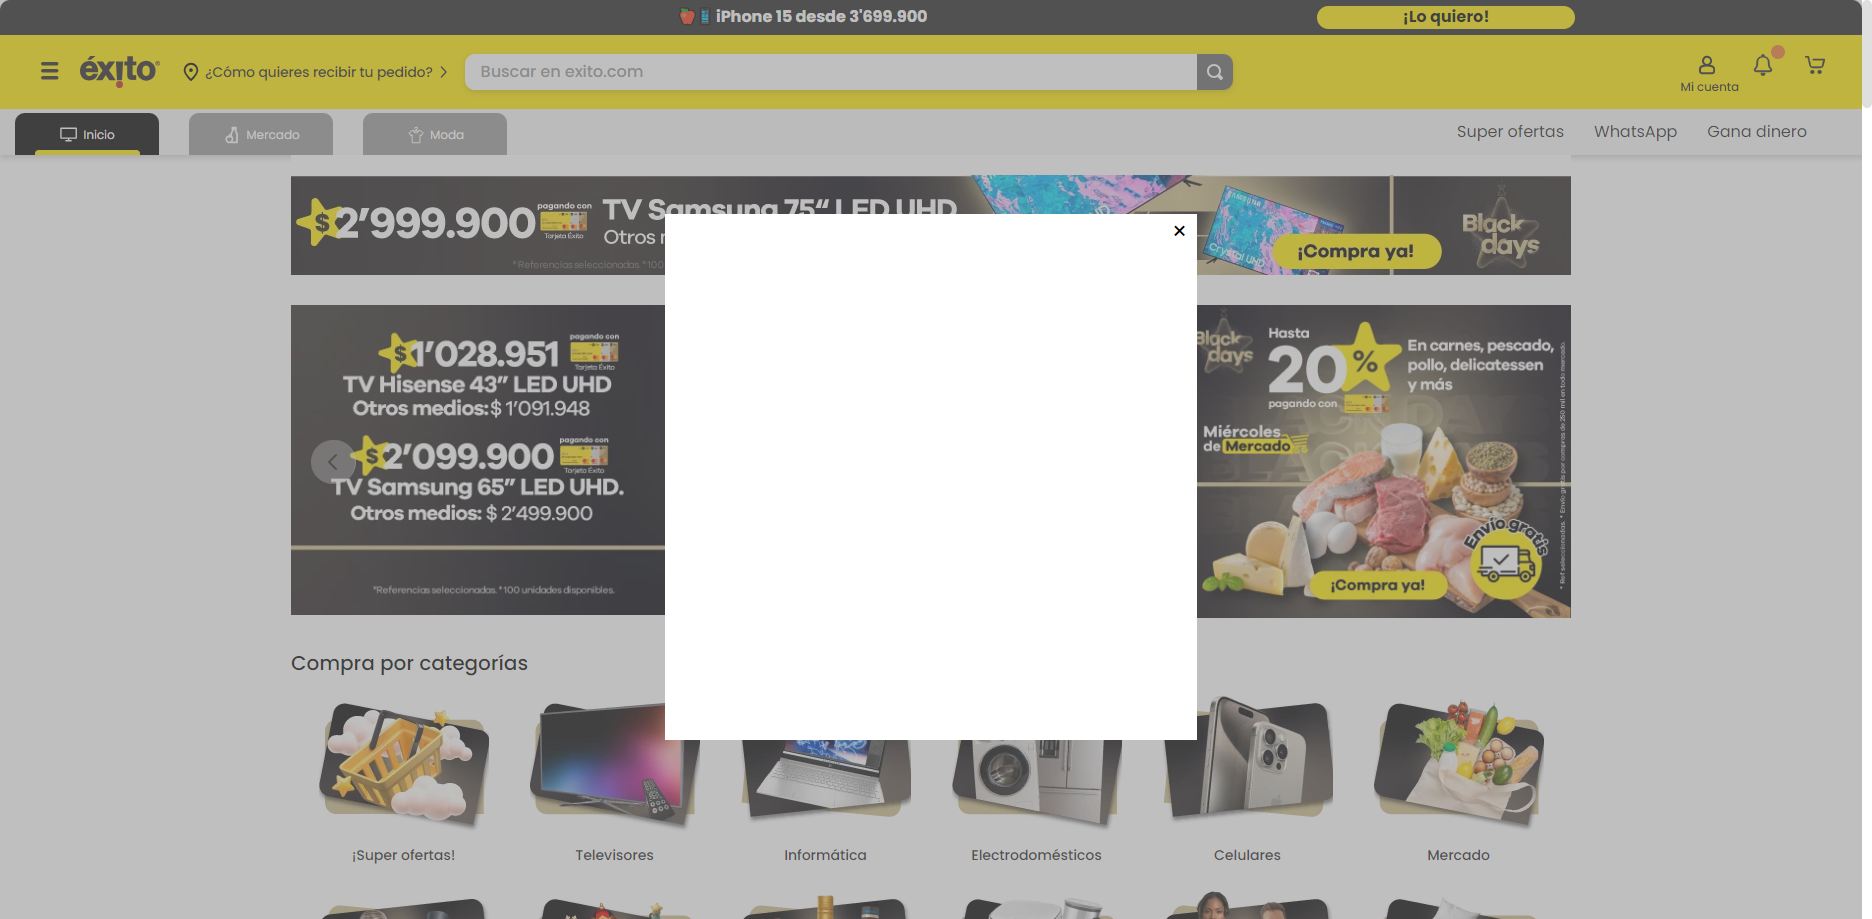 iPhone 15 desde 3'699.900
¡Lo quiero!
éxito
¿Cómo quieres recibir tu pedido?
Buscar en exito.com
Mi cuenta
Inicio
Mercado
Moda
Super ofertas
WhatsApp
Gana dinero
$2'999.900
pagando con
Tarjeta Éxito
TV Samsung 75“ LED UHD
Otros
*Referencias seleccionadas. *100
SAMSUNG
Crystal UHD
¡Compra ya!
Black
days
$1'028.951
pagando con
Tarjeta Éxito
TV Hisense 43” LED UHD
Otros medios: $ 1'091.948
$2'099.900
pagando con
Tarjeta Éxito
TV Samsung 65” LED UHD.
Otros medios: $ 2'499.900
*Referencias seleccionadas. *100 unidades disponibles.
Black
days
Hasta
20%
pagando con
En carnes, pescado,
pollo, delicatessen
y más
Miércoles
de Mercado
Envío gratis
¡Compra ya!
Compra por categorías
¡Super ofertas!
Televisores
Informática
Electrodomésticos
Celulares
Mercado